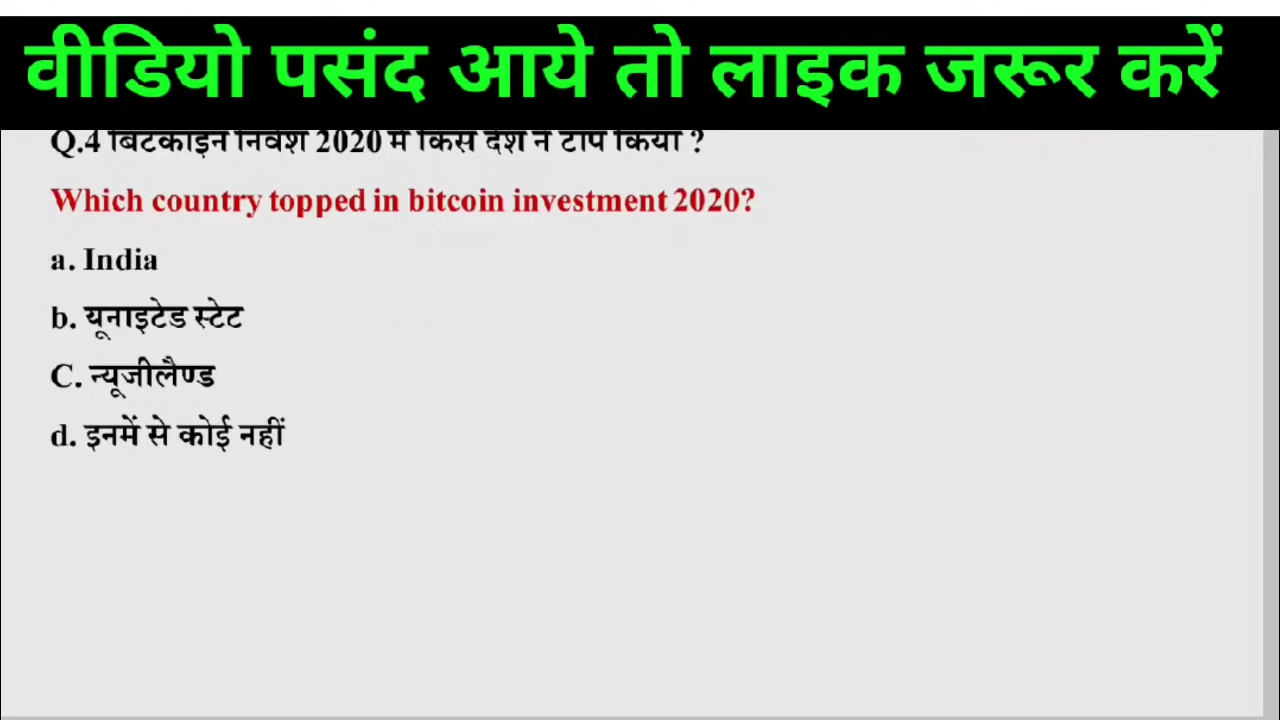 वीडियो पसंद आये तो लाइक जरूर करें
Q.4 बिटकाइन निवेश 2020 में किस देश ने टॉप किया ?
Which country topped in bitcoin investment 2020?
a. India
b. यूनाइटेड स्टेट
C. न्यूजीलैण्ड
d. इनमें से कोई नहीं